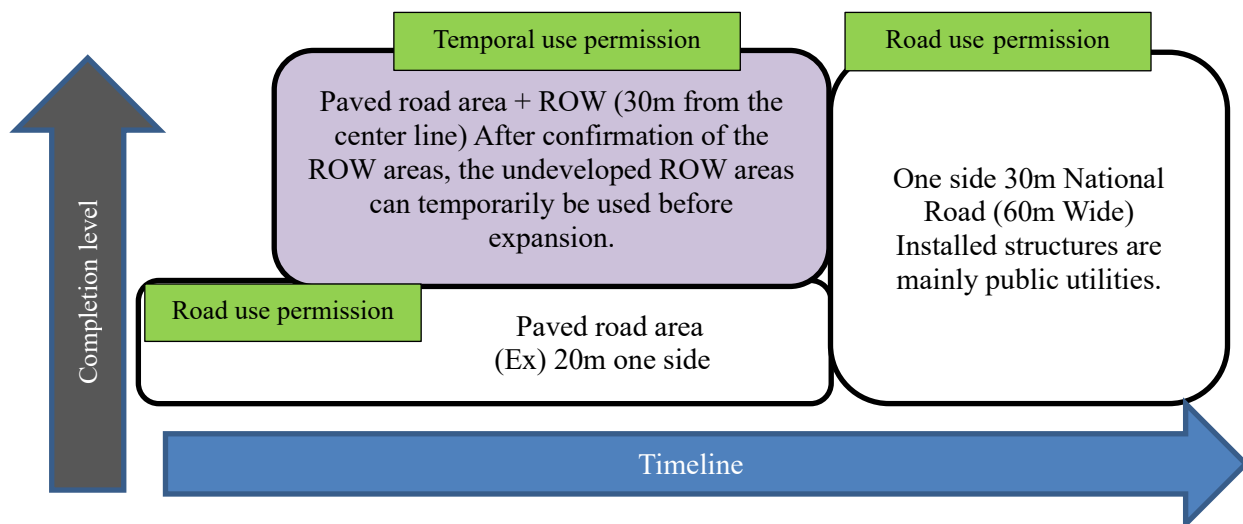 Temporal use permission
Road use permission
Paved road area + ROW (30m from the
center line) After confirmation of the
ROW areas, the undeveloped ROW areas
can temporarily be used before
expansion.
One side 30m National
Road (60m Wide)
Installed structures are
mainly public utilities.
Road use permission
Paved road area
(Ex) 20m one side
Completion level
Timeline